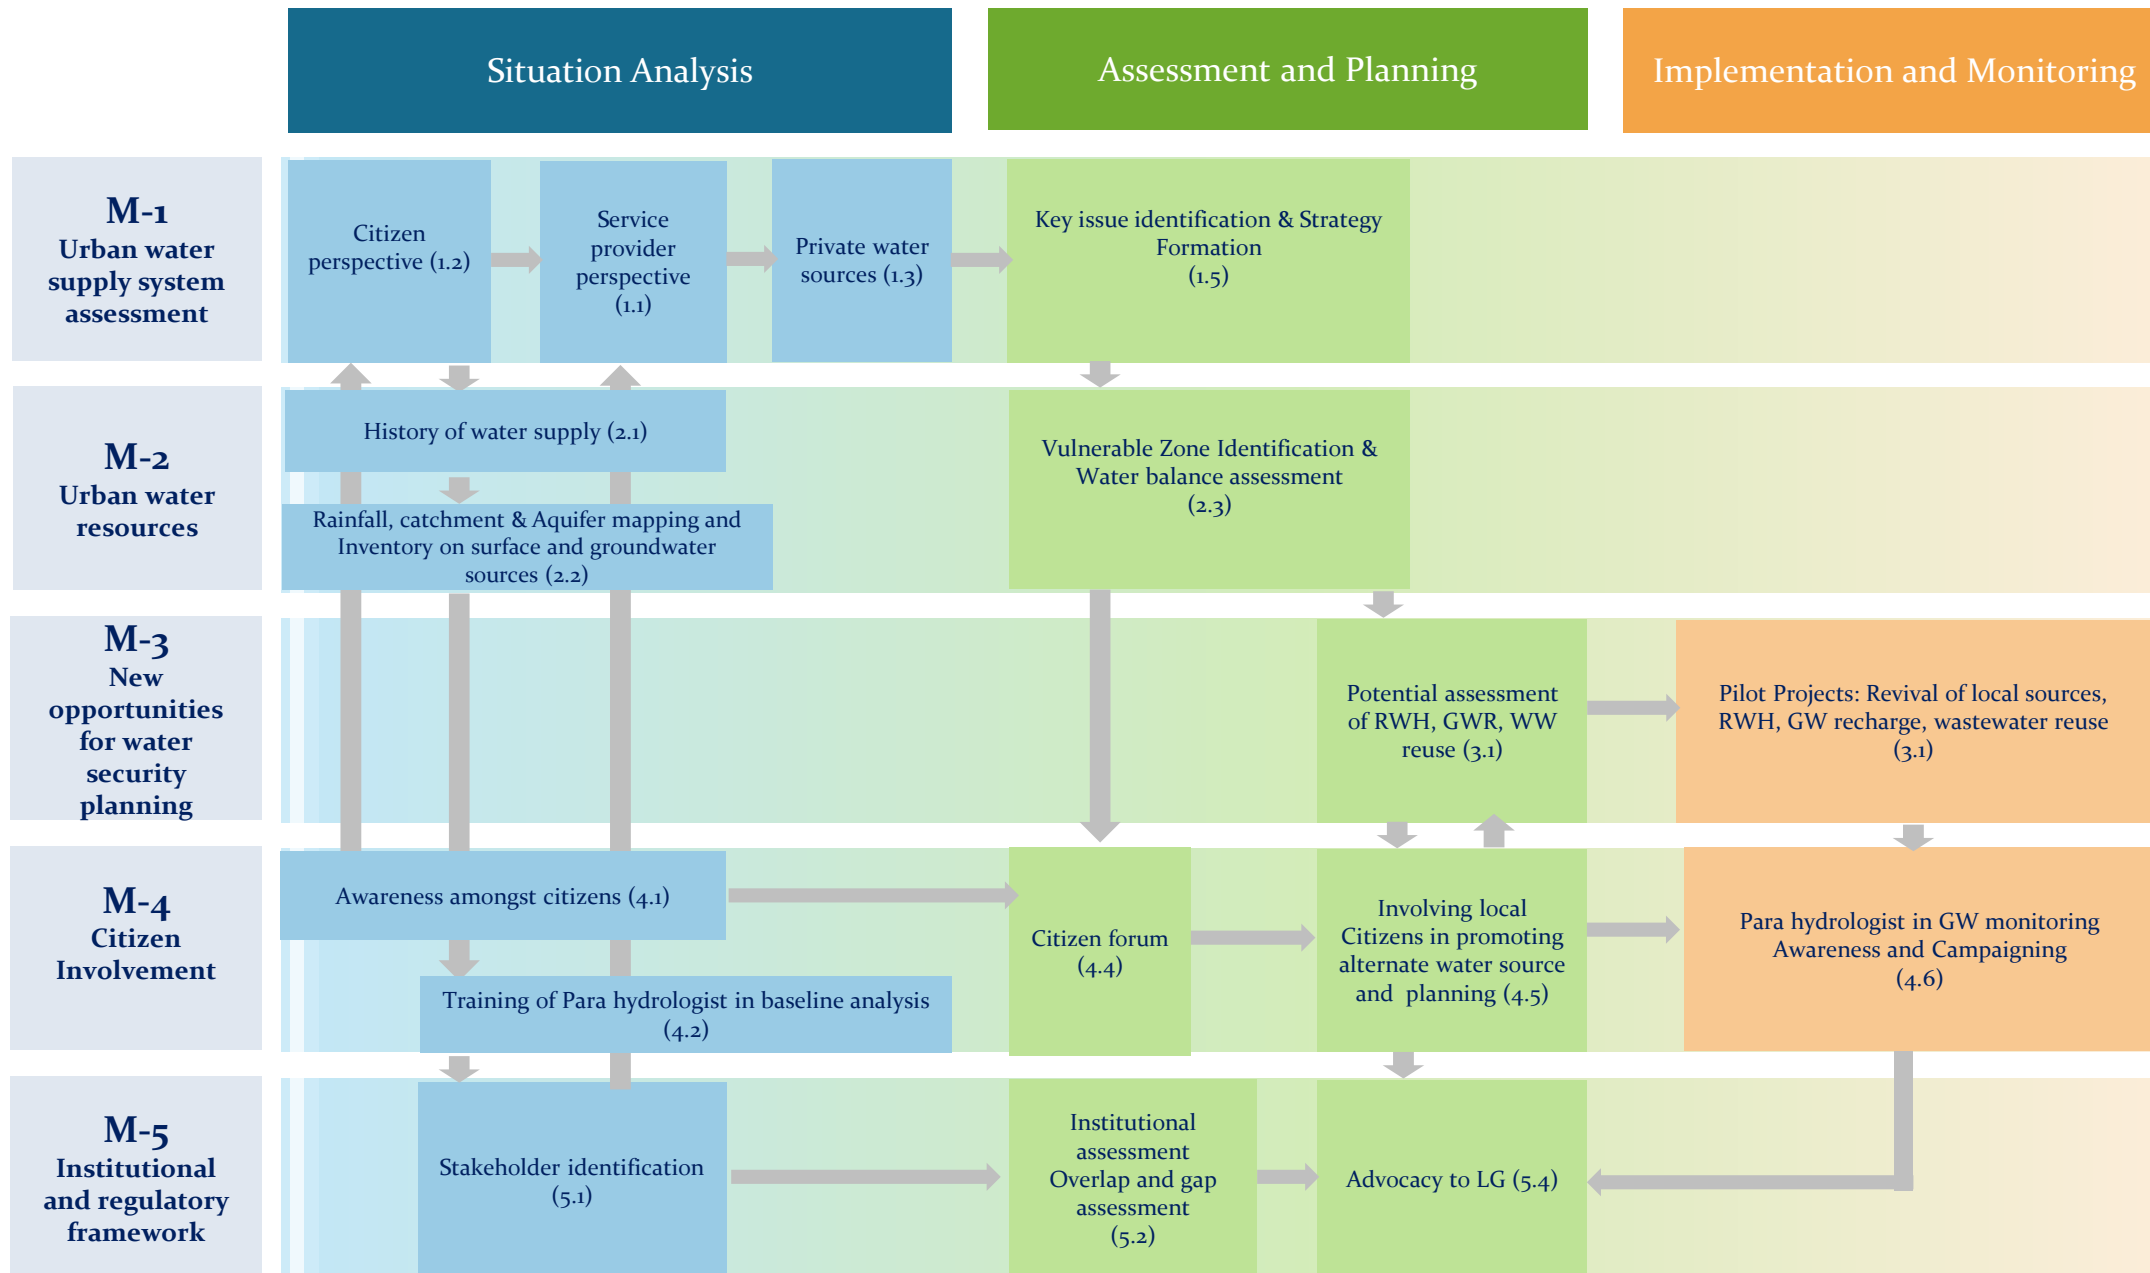 Situation Analysis
Assessment and Planning
Implementation and Monitoring
M-1
Urban water
supply system
assessment
Citizen
perspective (1.2)
Service
provider
perspective
(1.1)
Private water
sources (1.3)
Key issue identification & Strategy
Formation
(1.5)
M-2
Urban water
resources
History of water supply (2.1)
Rainfall, catchment & Aquifer mapping and
Inventory on surface and groundwater
sources (2.2)
Vulnerable Zone Identification &
Water balance assessment
(2.3)
M-3
New
opportunities
for water
security
planning
Potential assessment
of RWH, GWR, WW
reuse (3.1)
Pilot Projects: Revival of local sources,
RWH, GW recharge, wastewater reuse
(3.1)
M-4
Citizen
Involvement
Awareness amongst citizens (4.1)
Training of Para hydrologist in baseline analysis
(4.2)
Citizen forum
(4.4)
Involving local
Citizens in promoting
alternate water source
and planning (4.5)
Para hydrologist in GW monitoring
Awareness and Campaigning
(4.6)
M-5
Institutional
and regulatory
framework
Stakeholder identification
(5.1)
Institutional
assessment
Overlap and gap
assessment
(5.2)
Advocacy to LG (5.4)